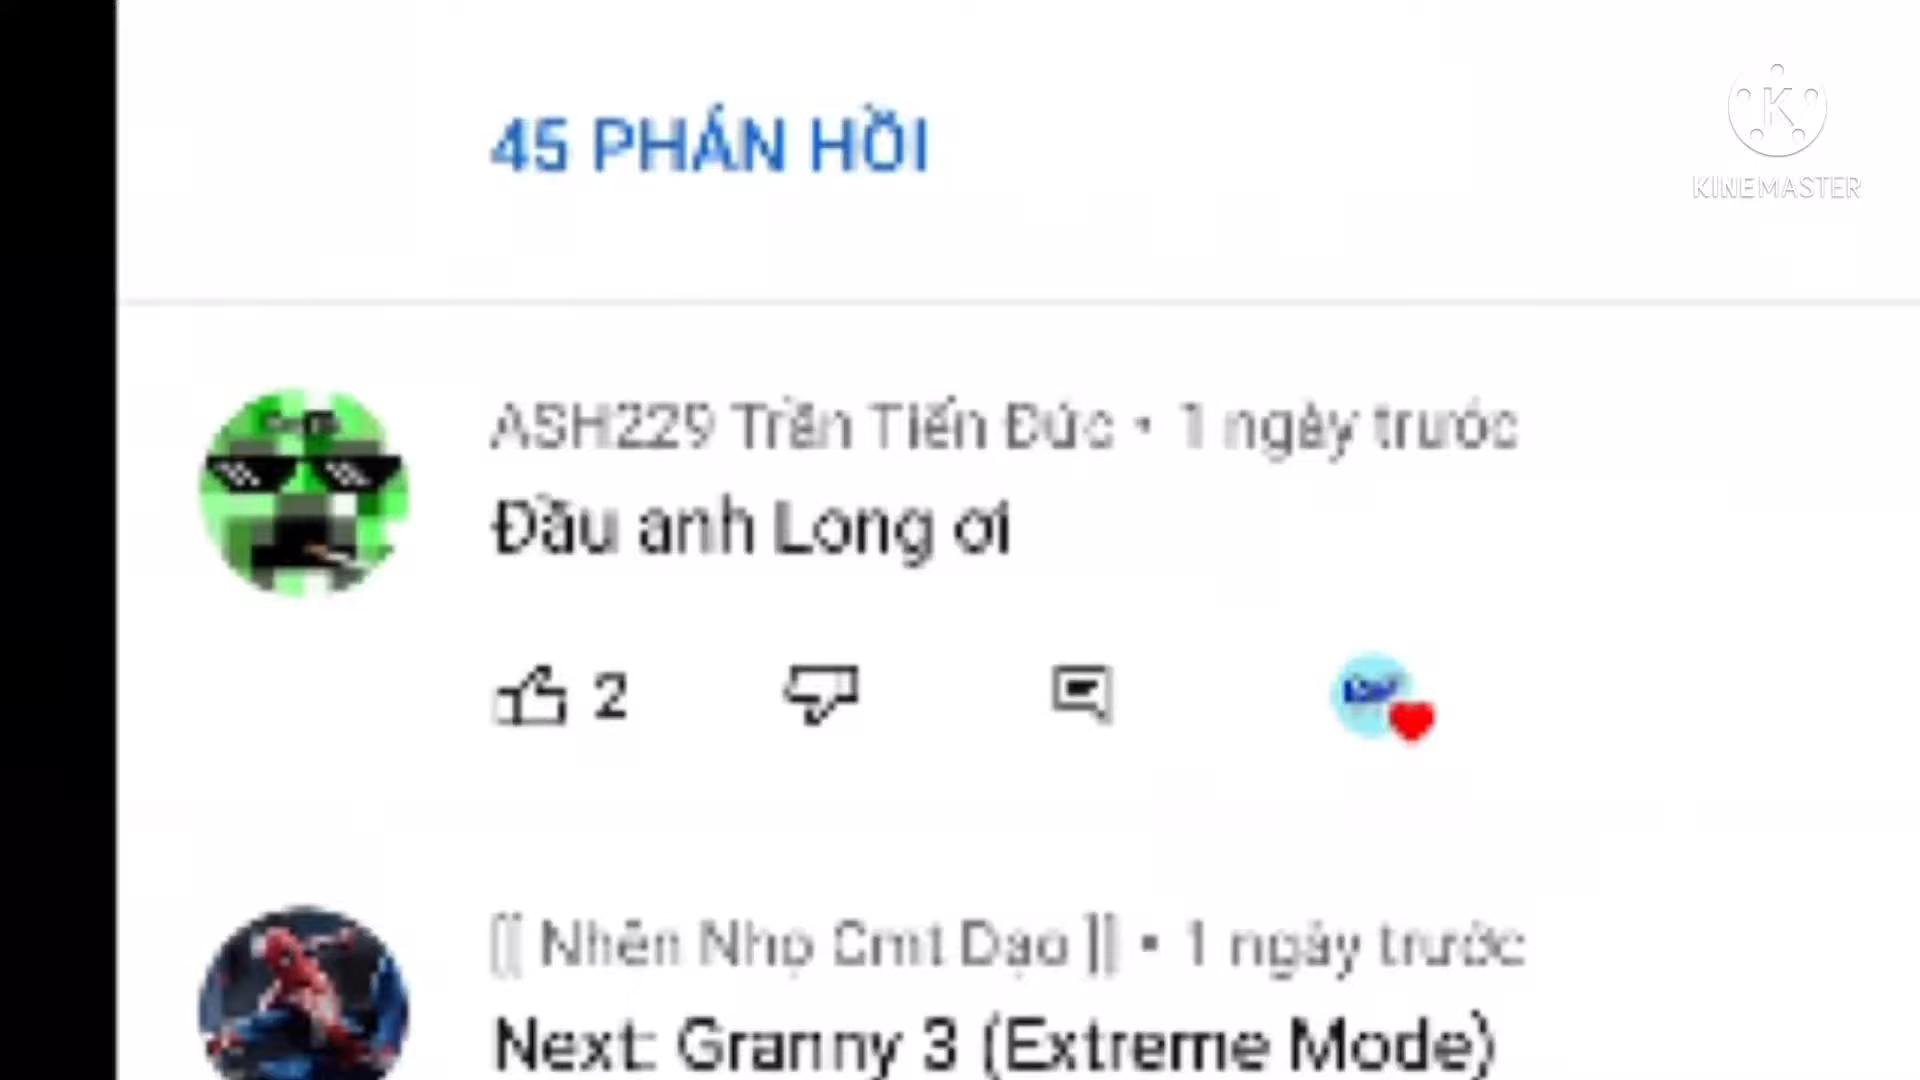 45 PHẢN HỒI
KINEMASTER
ASH229 Trần Tiến Đức • 1 ngày trước
Đầu anh Long ơi
2
[[ Nhện Nhọ Cmt Dạo ]] • 1 ngày trước
Next: Granny 3 (Extreme Mode)